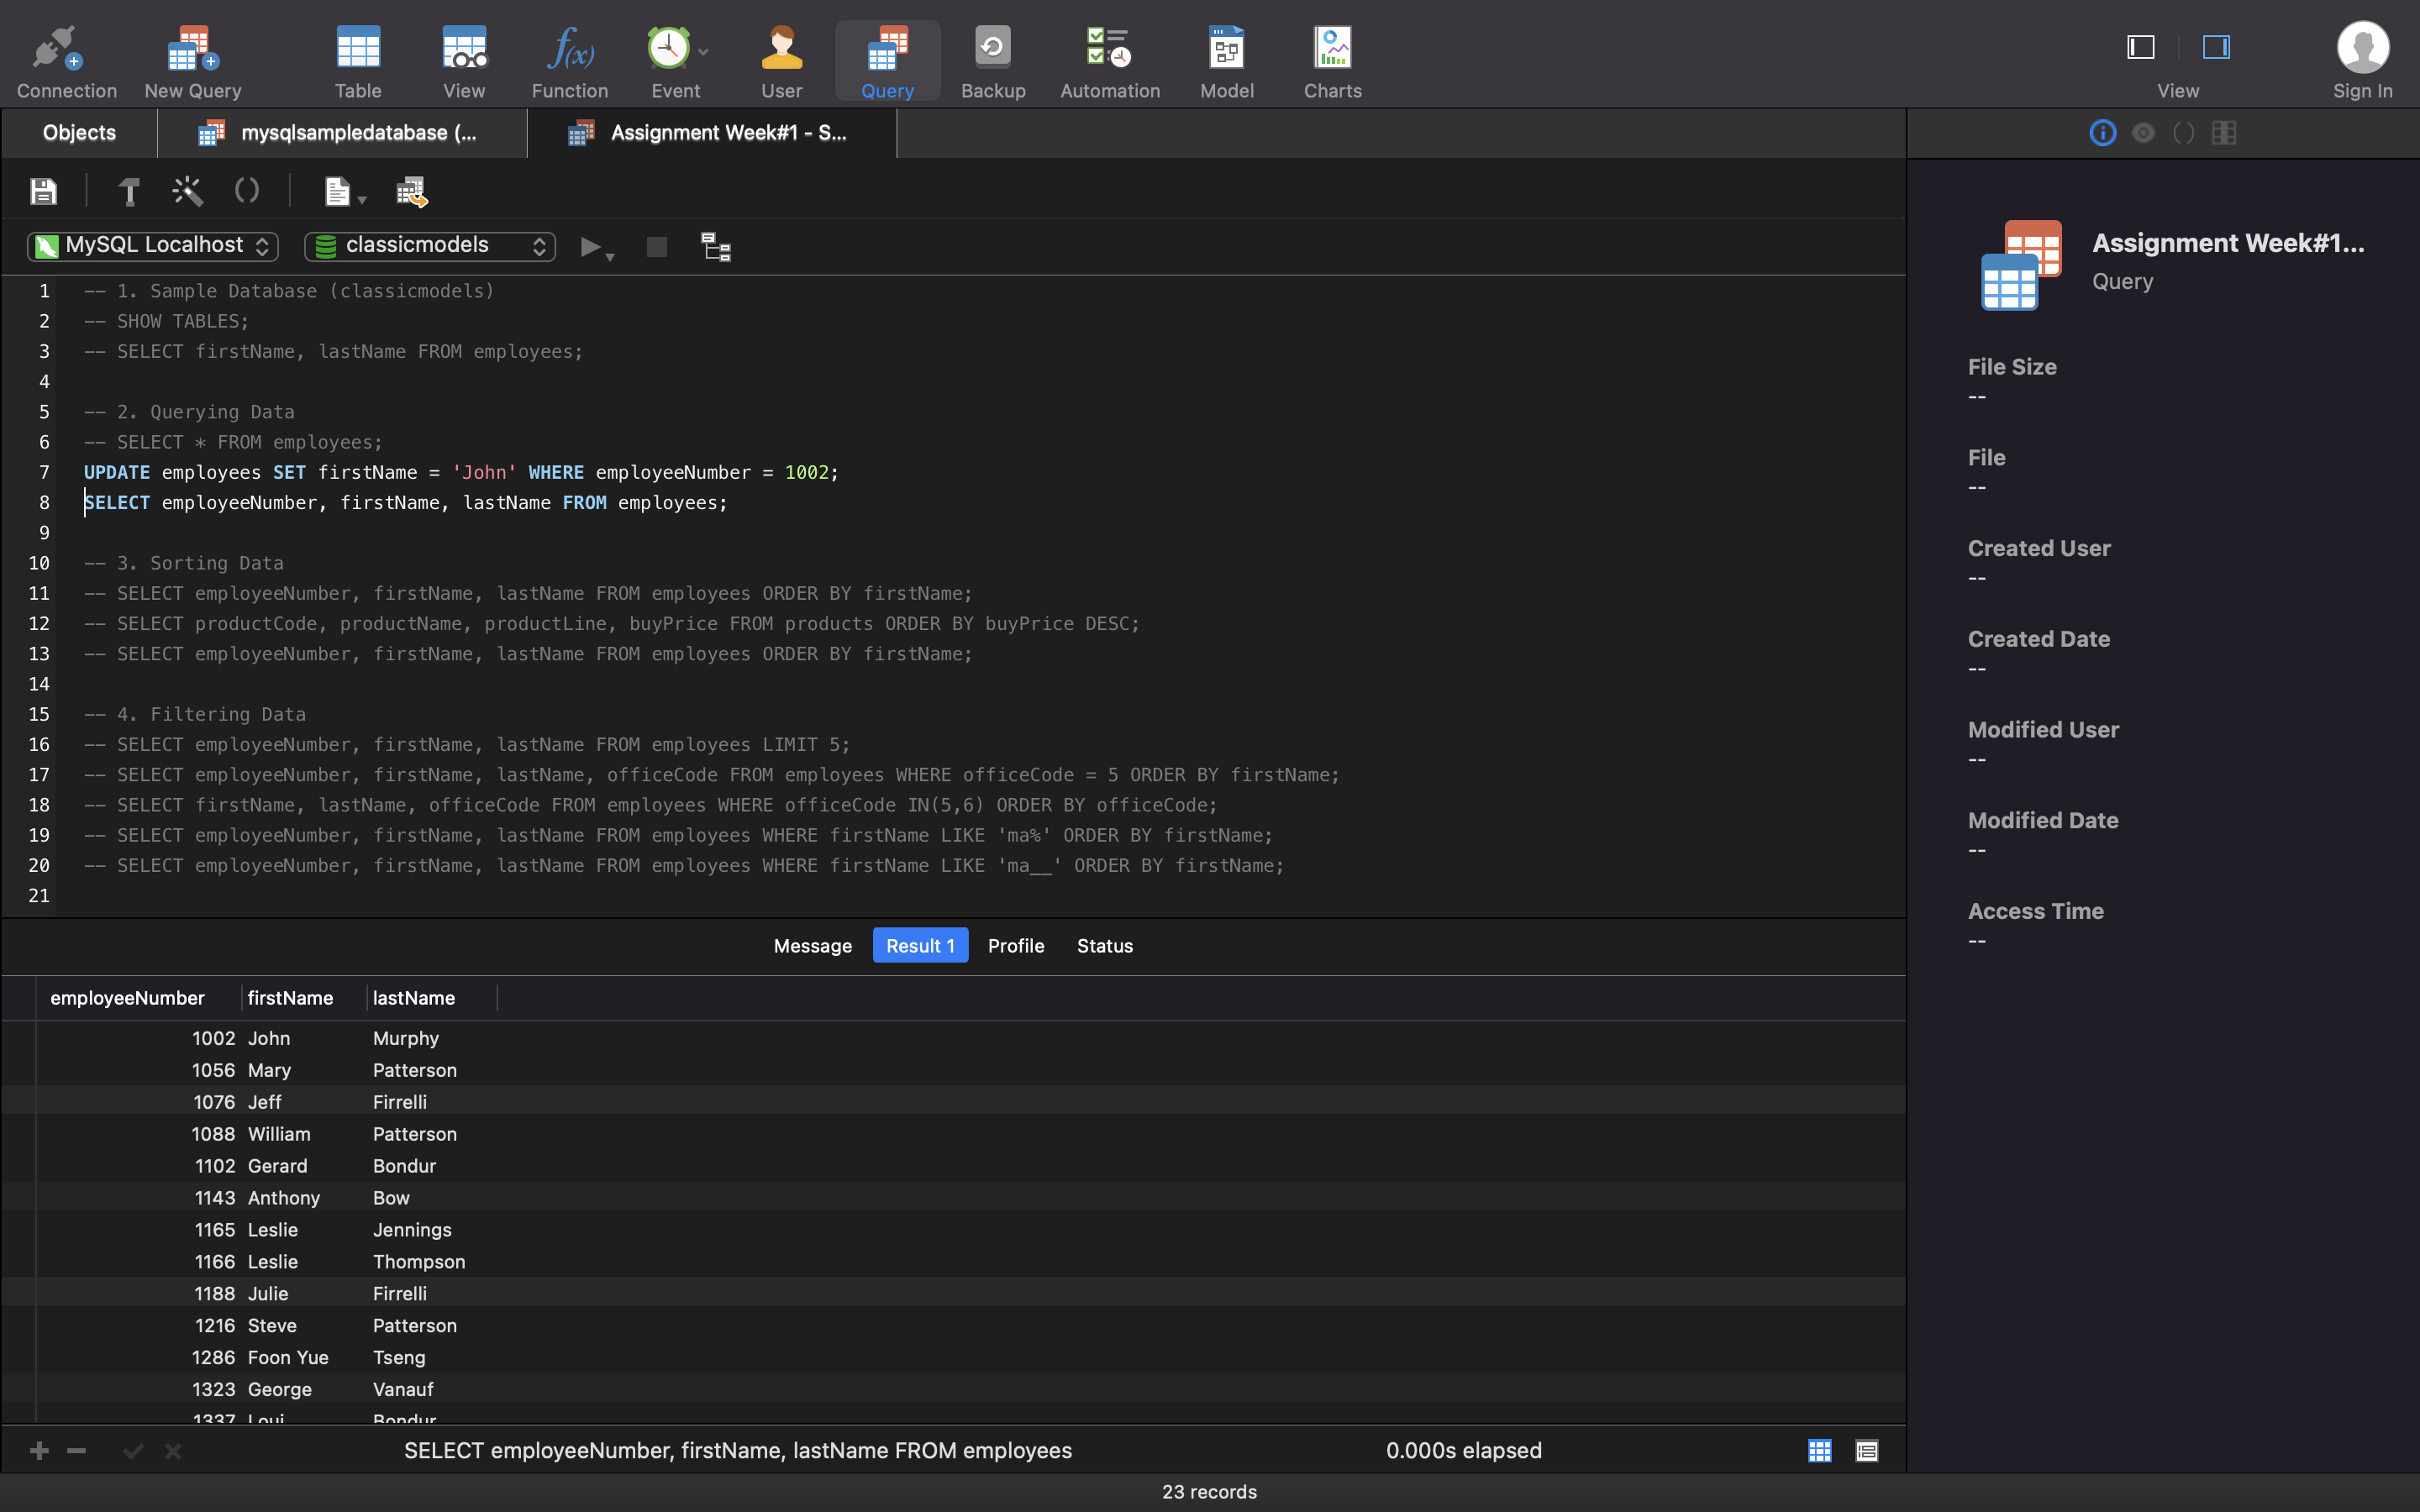 Connection New Query Table View Function Event User Query Backup Automation Model Charts View Sign In
Objects mysqlsampledatabase (... Assignment Week#1 - S...
MySQL Localhost classicmodels
1 -- 1. Sample Database (classicmodels)
2 -- SHOW TABLES;
3 -- SELECT firstName, lastName FROM employees;
4
5 -- 2. Querying Data
6 -- SELECT * FROM employees;
7 UPDATE employees SET firstName = 'John' WHERE employeeNumber = 1002;
8 SELECT employeeNumber, firstName, lastName FROM employees;
9
10 -- 3. Sorting Data
11 -- SELECT employeeNumber, firstName, lastName FROM employees ORDER BY firstName;
12 -- SELECT productCode, productName, productLine, buyPrice FROM products ORDER BY buyPrice DESC;
13 -- SELECT employeeNumber, firstName, lastName FROM employees ORDER BY firstName;
14
15 -- 4. Filtering Data
16 -- SELECT employeeNumber, firstName, lastName FROM employees LIMIT 5;
17 -- SELECT employeeNumber, firstName, lastName, officeCode FROM employees WHERE officeCode = 5 ORDER BY firstName;
18 -- SELECT firstName, lastName, officeCode FROM employees WHERE officeCode IN(5,6) ORDER BY officeCode;
19 -- SELECT employeeNumber, firstName, lastName FROM employees WHERE firstName LIKE 'ma%' ORDER BY firstName;
20 -- SELECT employeeNumber, firstName, lastName FROM employees WHERE firstName LIKE 'ma__' ORDER BY firstName;
21
Message Result 1 Profile Status
employeeNumber firstName lastName
1002 John Murphy
1056 Mary Patterson
1076 Jeff Firrelli
1088 William Patterson
1102 Gerard Bondur
1143 Anthony Bow
1165 Leslie Jennings
1166 Leslie Thompson
1188 Julie Firrelli
1216 Steve Patterson
1286 Foon Yue Tseng
1323 George Vanauf
1337 Loui Bondur
SELECT employeeNumber, firstName, lastName FROM employees 0.000s elapsed
23 records
Assignment Week#1...
Query
File Size
--
File
--
Created User
--
Created Date
--
Modified User
--
Modified Date
--
Access Time
--